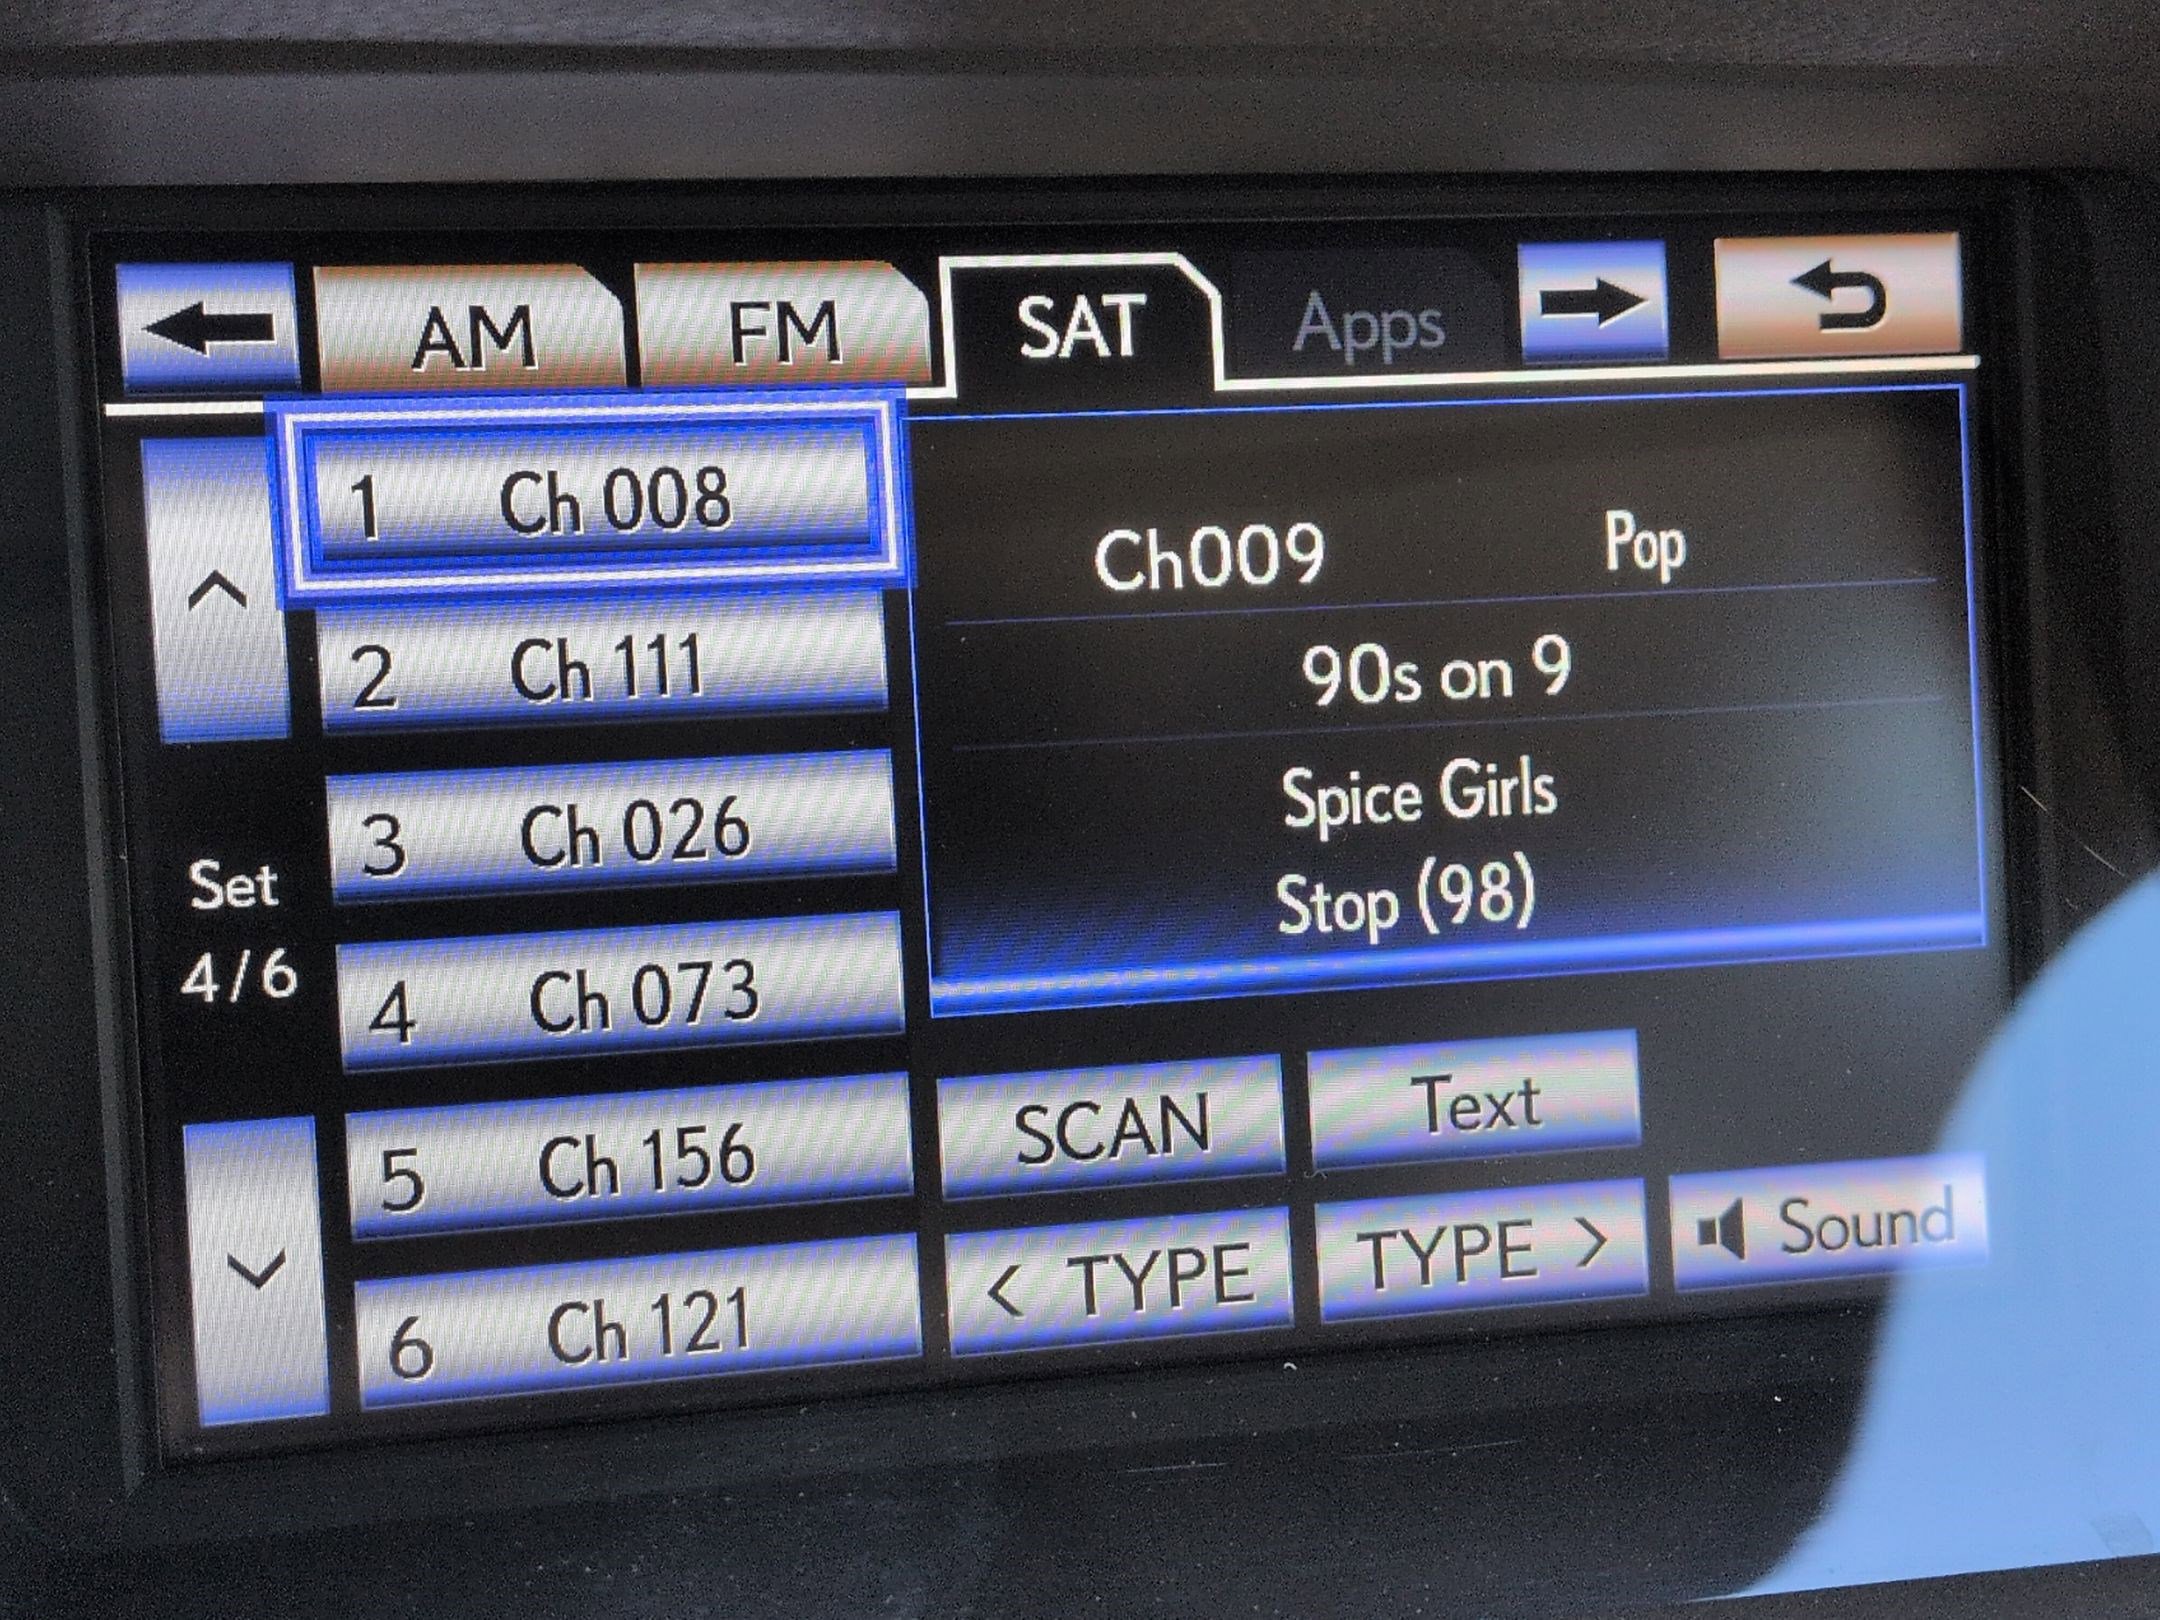 AM FM SAT Apps
1 Ch 008
2 Ch 111
3 Ch 026
4 Ch 073
5 Ch 156
6 Ch 121
Set
4/6
Ch009 Pop
90s on 9
Spice Girls
Stop (98)
SCAN Text
< TYPE TYPE > Sound